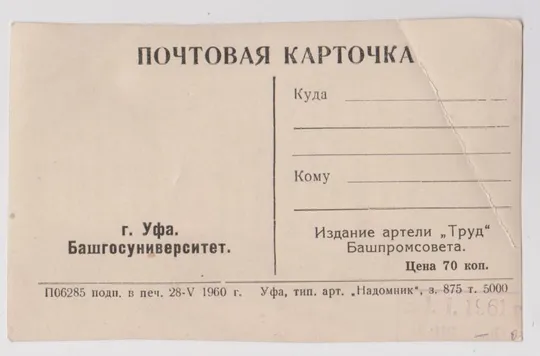 ПОЧТОВАЯ КАРТОЧКА
Куда
Кому
г. Уфа.
Башгосуниверситет.
Издание артели „Труд"
Башпромсовета.
Цена 70 коп.
П06285 подп. в печ. 28-V 1960 г. Уфа, тип. арт. „Надомник", з. 875 т. 5000